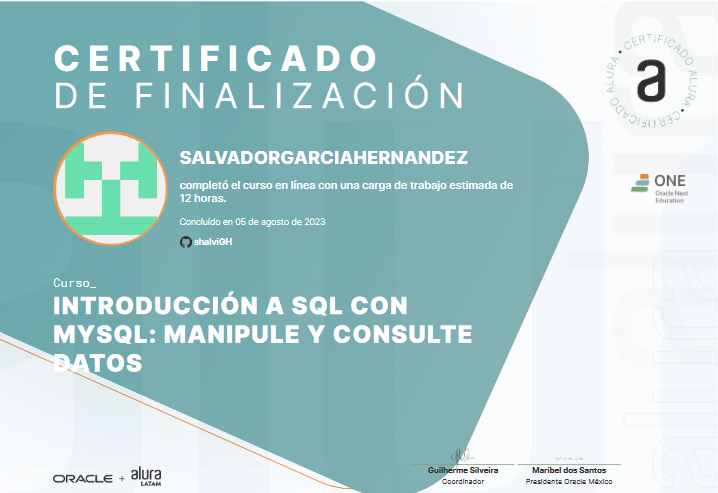 CERTIFICADO
DE FINALIZACIÓN
CERTIFICADO ALURA • CERTIFICADO ALURA •
a
SALVADORGARCIAHERNANDEZ
completó el curso en línea con una carga de trabajo estimada de
12 horas.
Concluído en 05 de agosto de 2023
shalviGH
ONE
Oracle Next
Education
Curso_
INTRODUCCIÓN A SQL CON
MYSQL: MANIPULE Y CONSULTE
DATOS
ORACLE + alura
LATAM
Guilherme Silveira
Coordinador
Maribel dos Santos
Presidente Oracle México